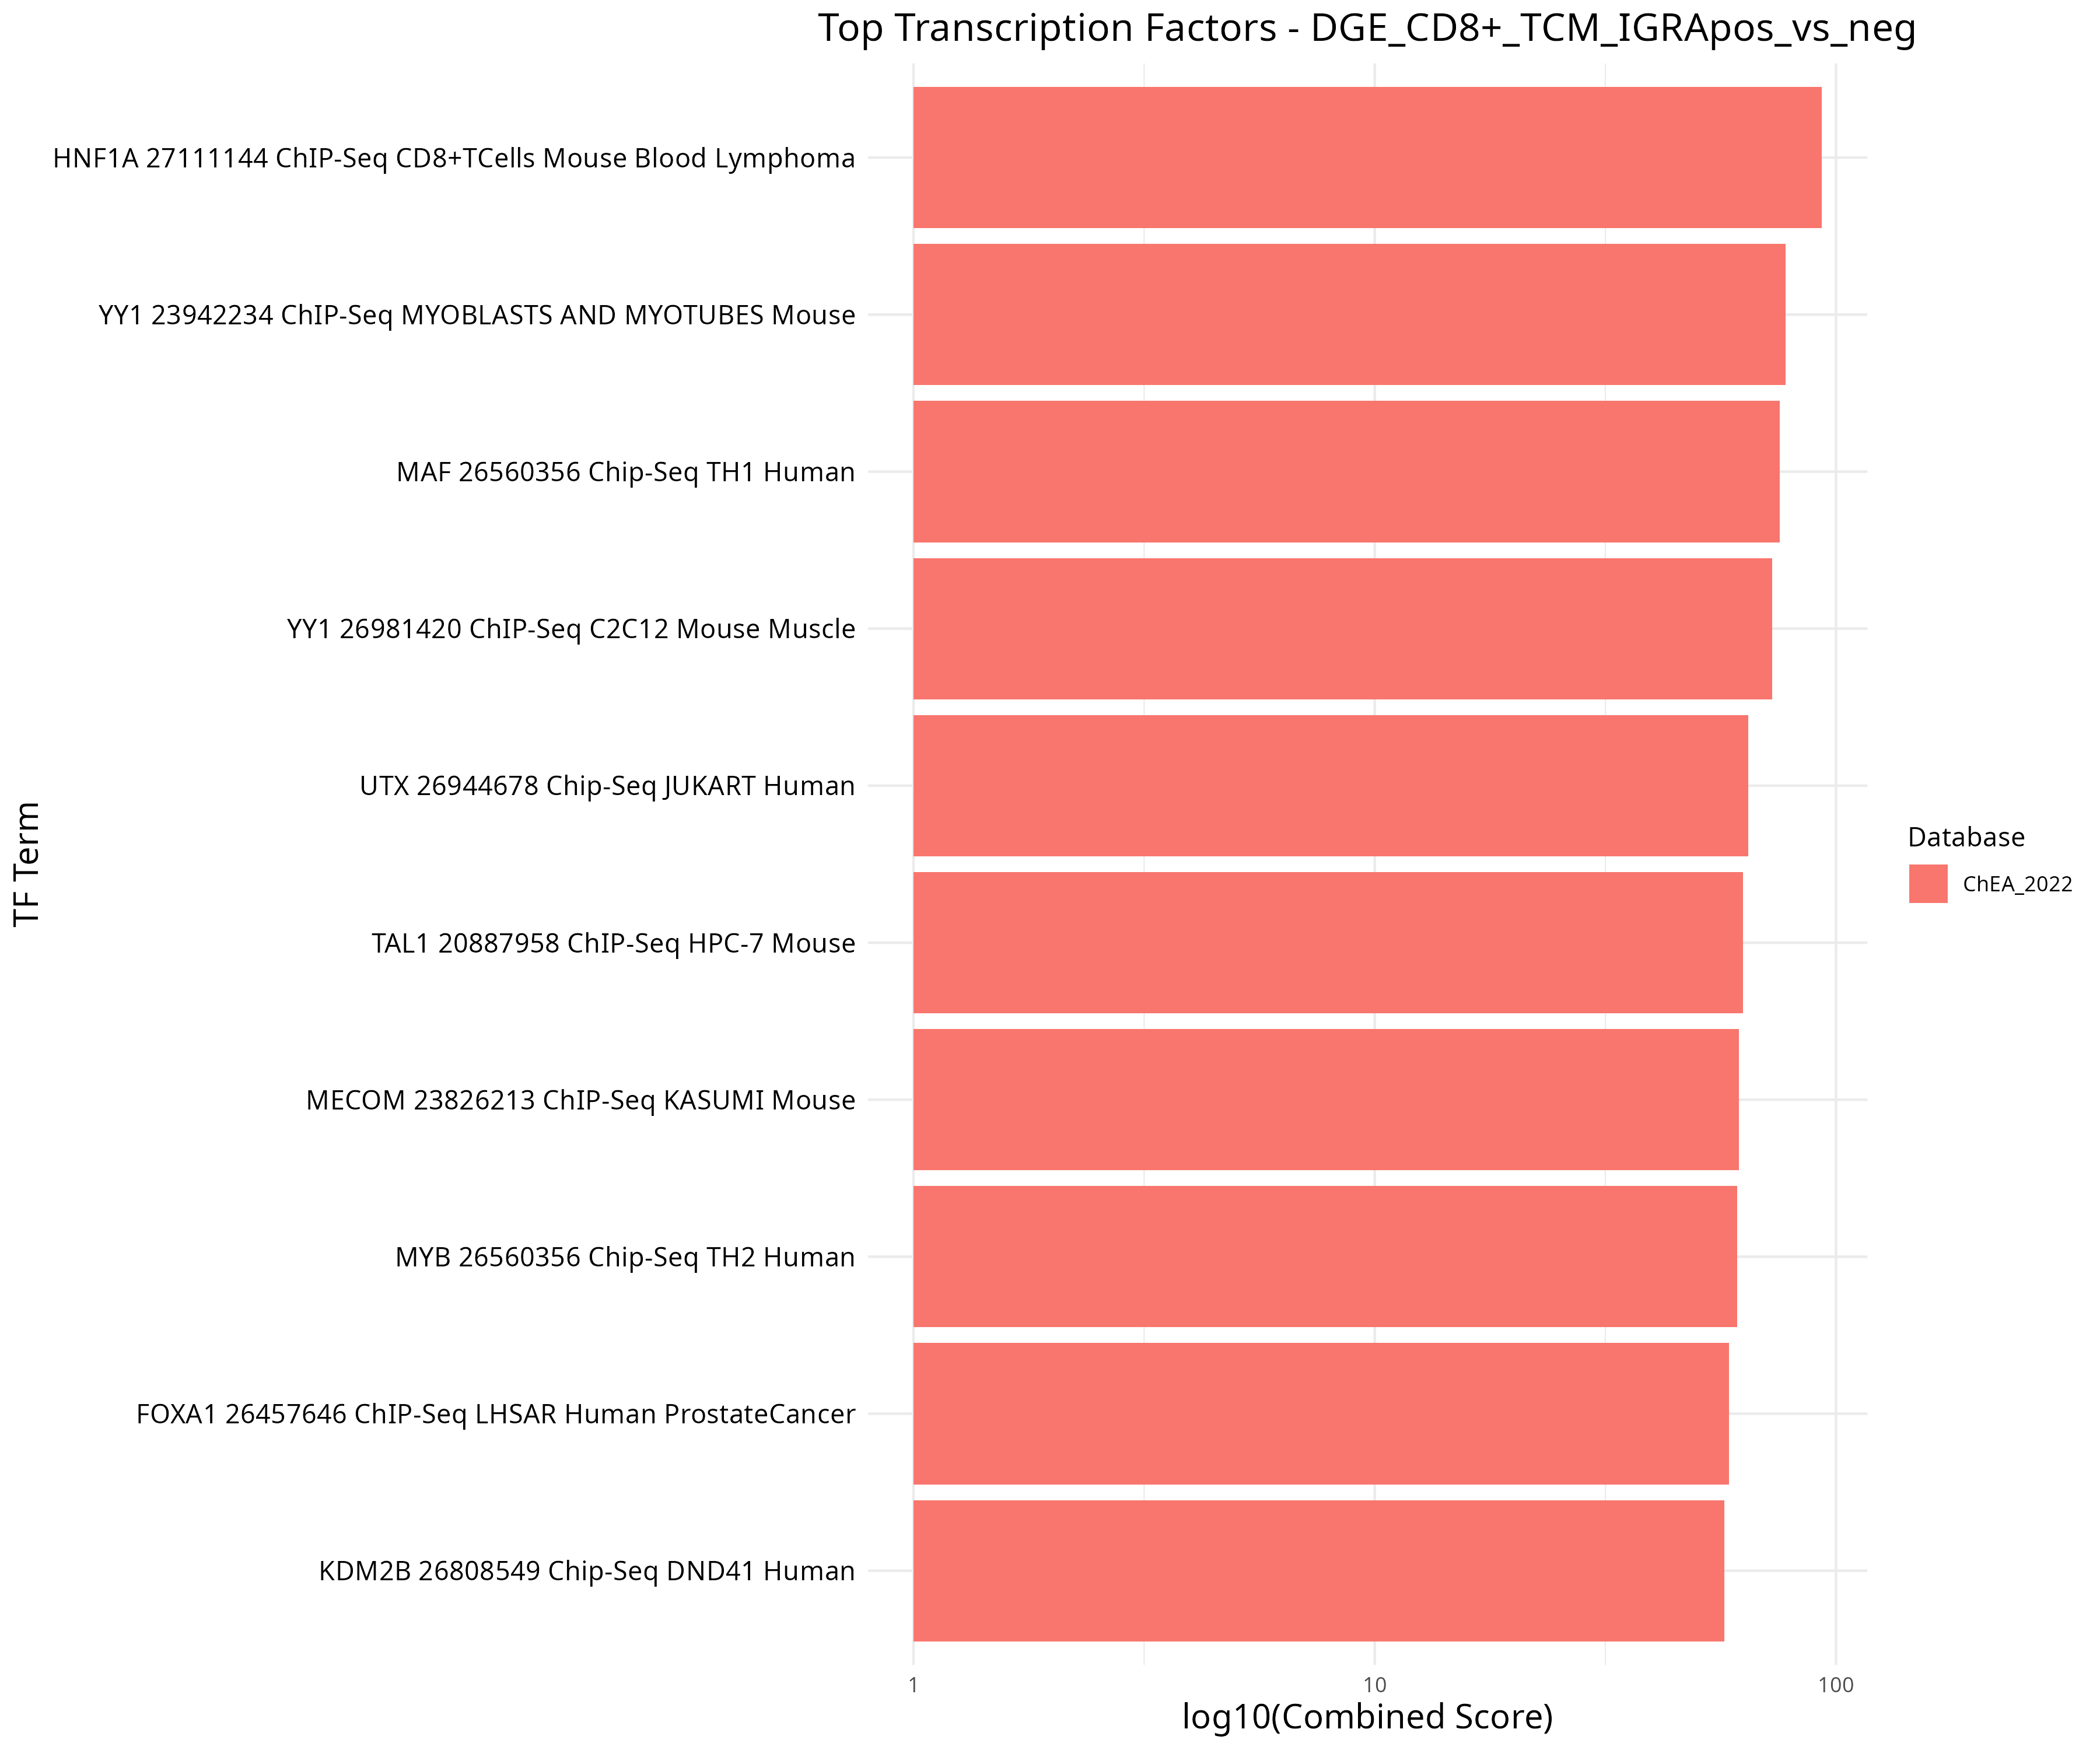 Top Transcription Factors - DGE_CD8+_TCM_IGRApos_vs_neg
HNF1A 27111144 ChIP-Seq CD8+TCells Mouse Blood Lymphoma
YY1 23942234 ChIP-Seq MYOBLASTS AND MYOTUBES Mouse
MAF 26560356 Chip-Seq TH1 Human
YY1 26981420 ChIP-Seq C2C12 Mouse Muscle
UTX 26944678 Chip-Seq JUKART Human
TAL1 20887958 ChIP-Seq HPC-7 Mouse
MECOM 23826213 ChIP-Seq KASUMI Mouse
MYB 26560356 Chip-Seq TH2 Human
FOXA1 26457646 ChIP-Seq LHSAR Human ProstateCancer
KDM2B 26808549 Chip-Seq DND41 Human
TF Term
1 10 100
log10(Combined Score)
Database
ChEA_2022